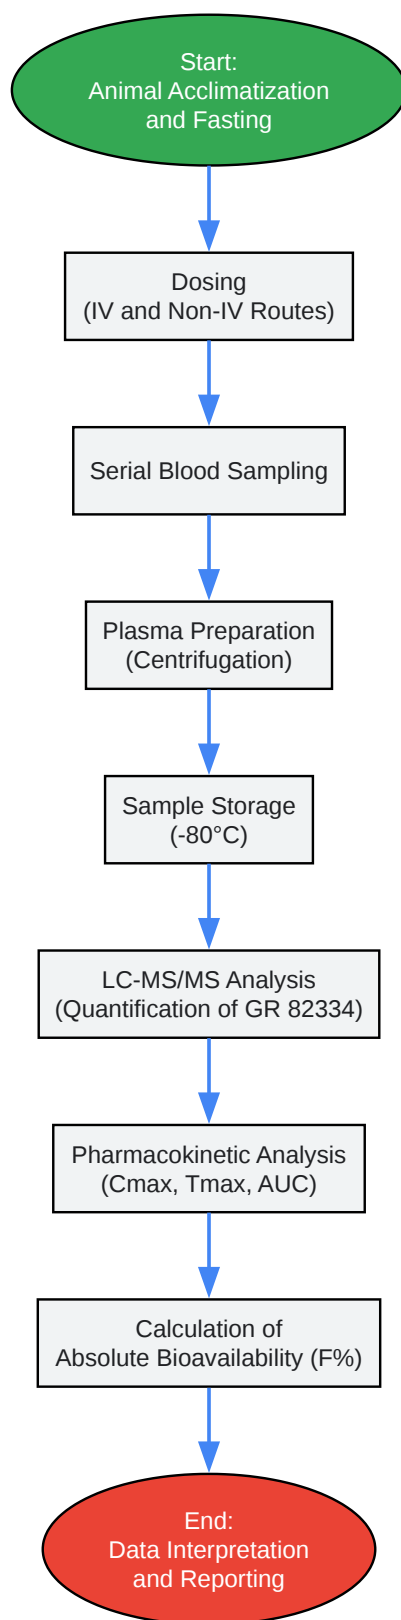 Start:
Animal Acclimatization
and Fasting
Dosing
(IV and Non-IV Routes)
Serial Blood Sampling
Plasma Preparation
(Centrifugation)
Sample Storage
(-80°C)
LC-MS/MS Analysis
(Quantification of GR 82334)
Pharmacokinetic Analysis
(Cmax, Tmax, AUC)
Calculation of
Absolute Bioavailability (F%)
End:
Data Interpretation
and Reporting